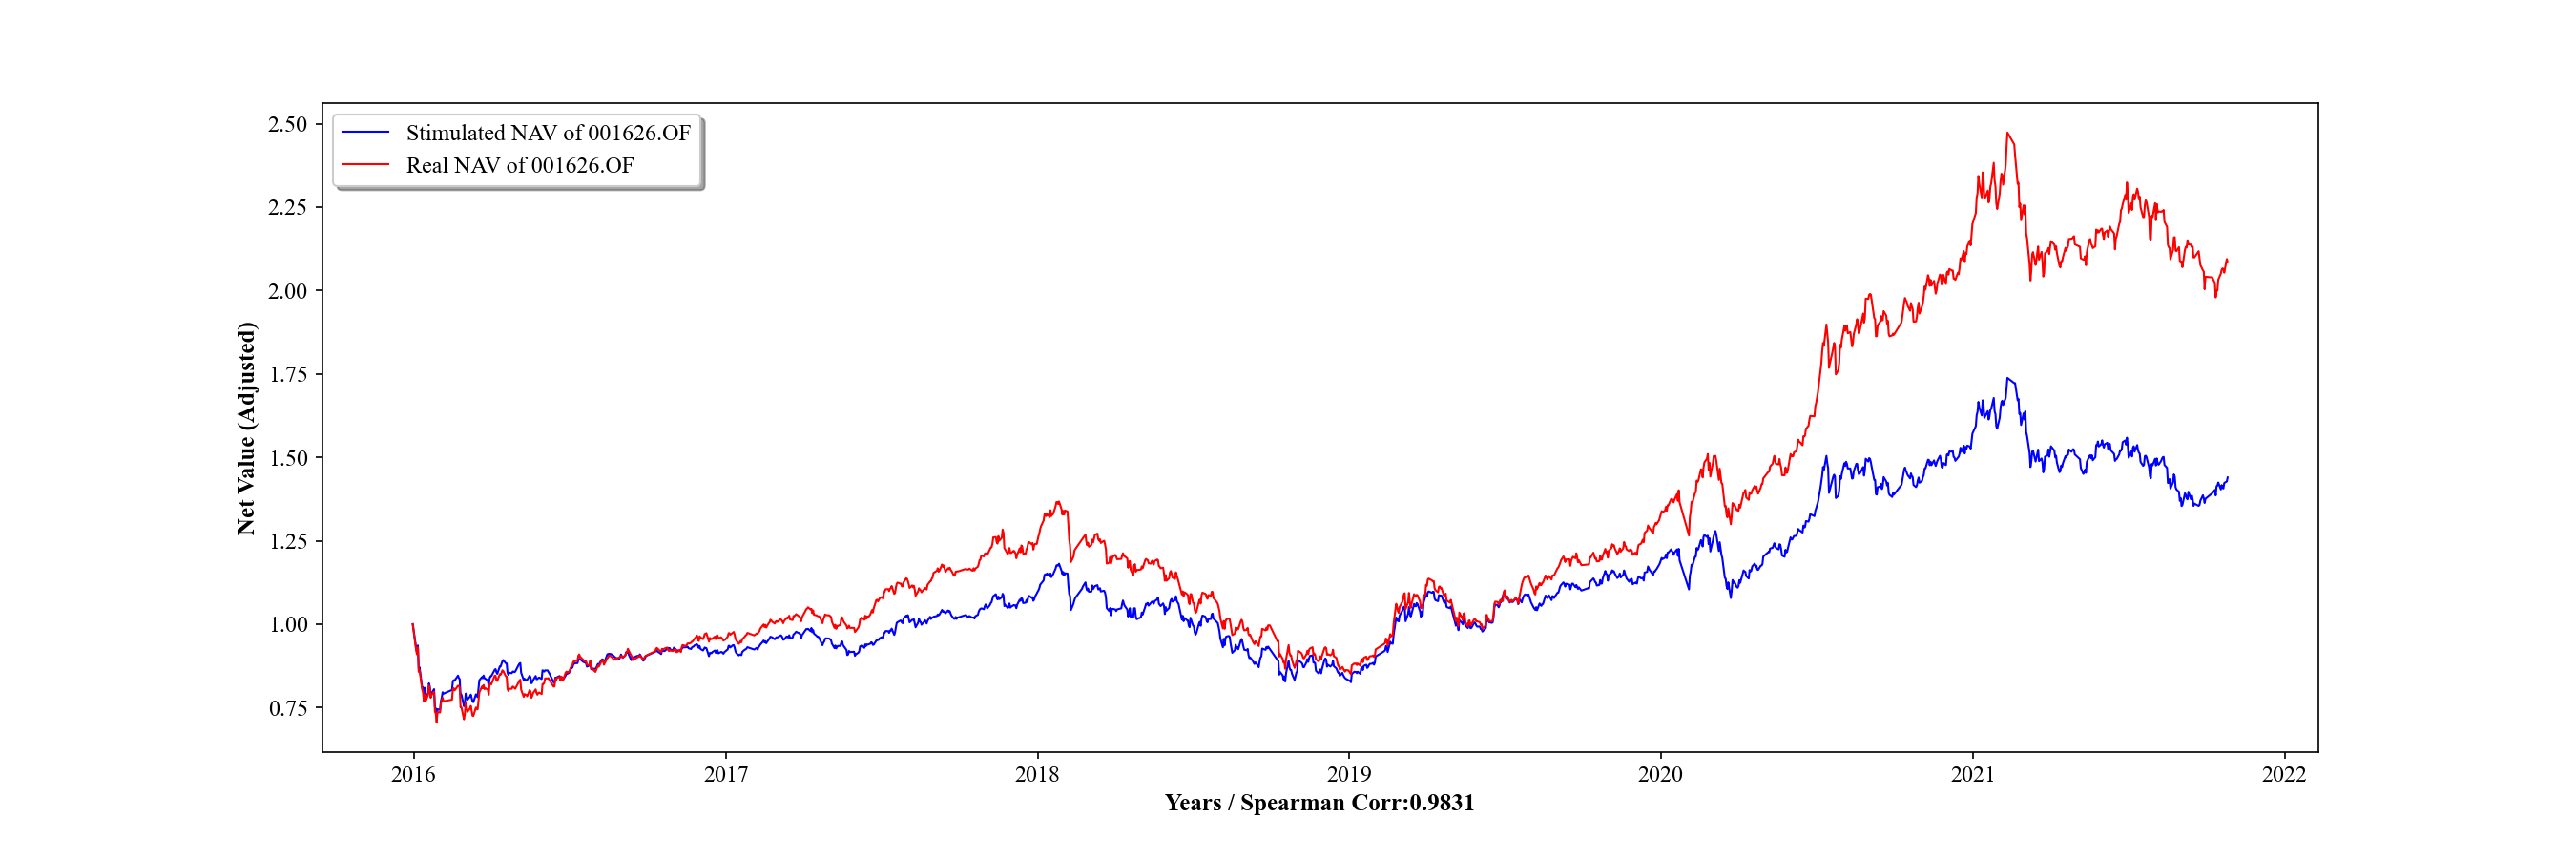 Stimulated NAV of 001626.OF
Real NAV of 001626.OF
Net Value (Adjusted)
2.50
2.25
2.00
1.75
1.50
1.25
1.00
0.75
2016 2017 2018 2019 2020 2021 2022
Years / Spearman Corr:0.9831